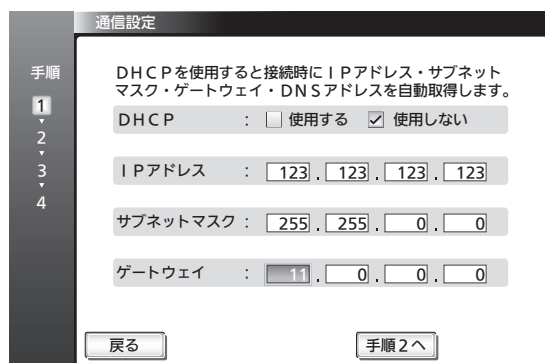 通信設定
手順
1
2
3
4
DHCPを使用すると接続時にIPアドレス・サブネット
マスク・ゲートウェイ・DNSアドレスを自動取得します。
DHCP : 使用する 使用しない
IPアドレス : 123 . 123 . 123 . 123
サブネットマスク : 255 . 255 . 0 . 0
ゲートウェイ : 11 . 0 . 0 . 0
戻る 手順2へ